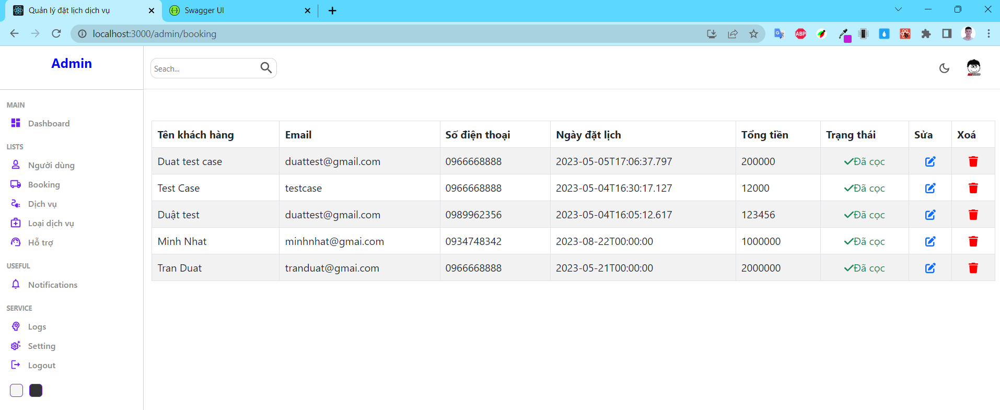 Quản lý đặt lịch dịch vụ
Swagger UI
localhost:3000/admin/booking
ABP
Admin
Seach...
MAIN
Dashboard
LISTS
Người dùng
Booking
Dịch vụ
Loại dịch vụ
Hỗ trợ
USEFUL
Notifications
SERVICE
Logs
Setting
Logout
Tên khách hàng Email Số điện thoại Ngày đặt lịch Tổng tiền Trạng thái Sửa Xoá
Duat test case duattest@gmail.com 0966668888 2023-05-05T17:06:37.797 200000 Đã cọc
Test Case testcase 0966668888 2023-05-04T16:30:17.127 12000 Đã cọc
Duật test duattest@gmail.com 0989962356 2023-05-04T16:05:12.617 123456 Đã cọc
Minh Nhat minhnhat@gmai.com 0934748342 2023-08-22T00:00:00 1000000 Đã cọc
Tran Duat tranduat@gmai.com 0966668888 2023-05-21T00:00:00 2000000 Đã cọc